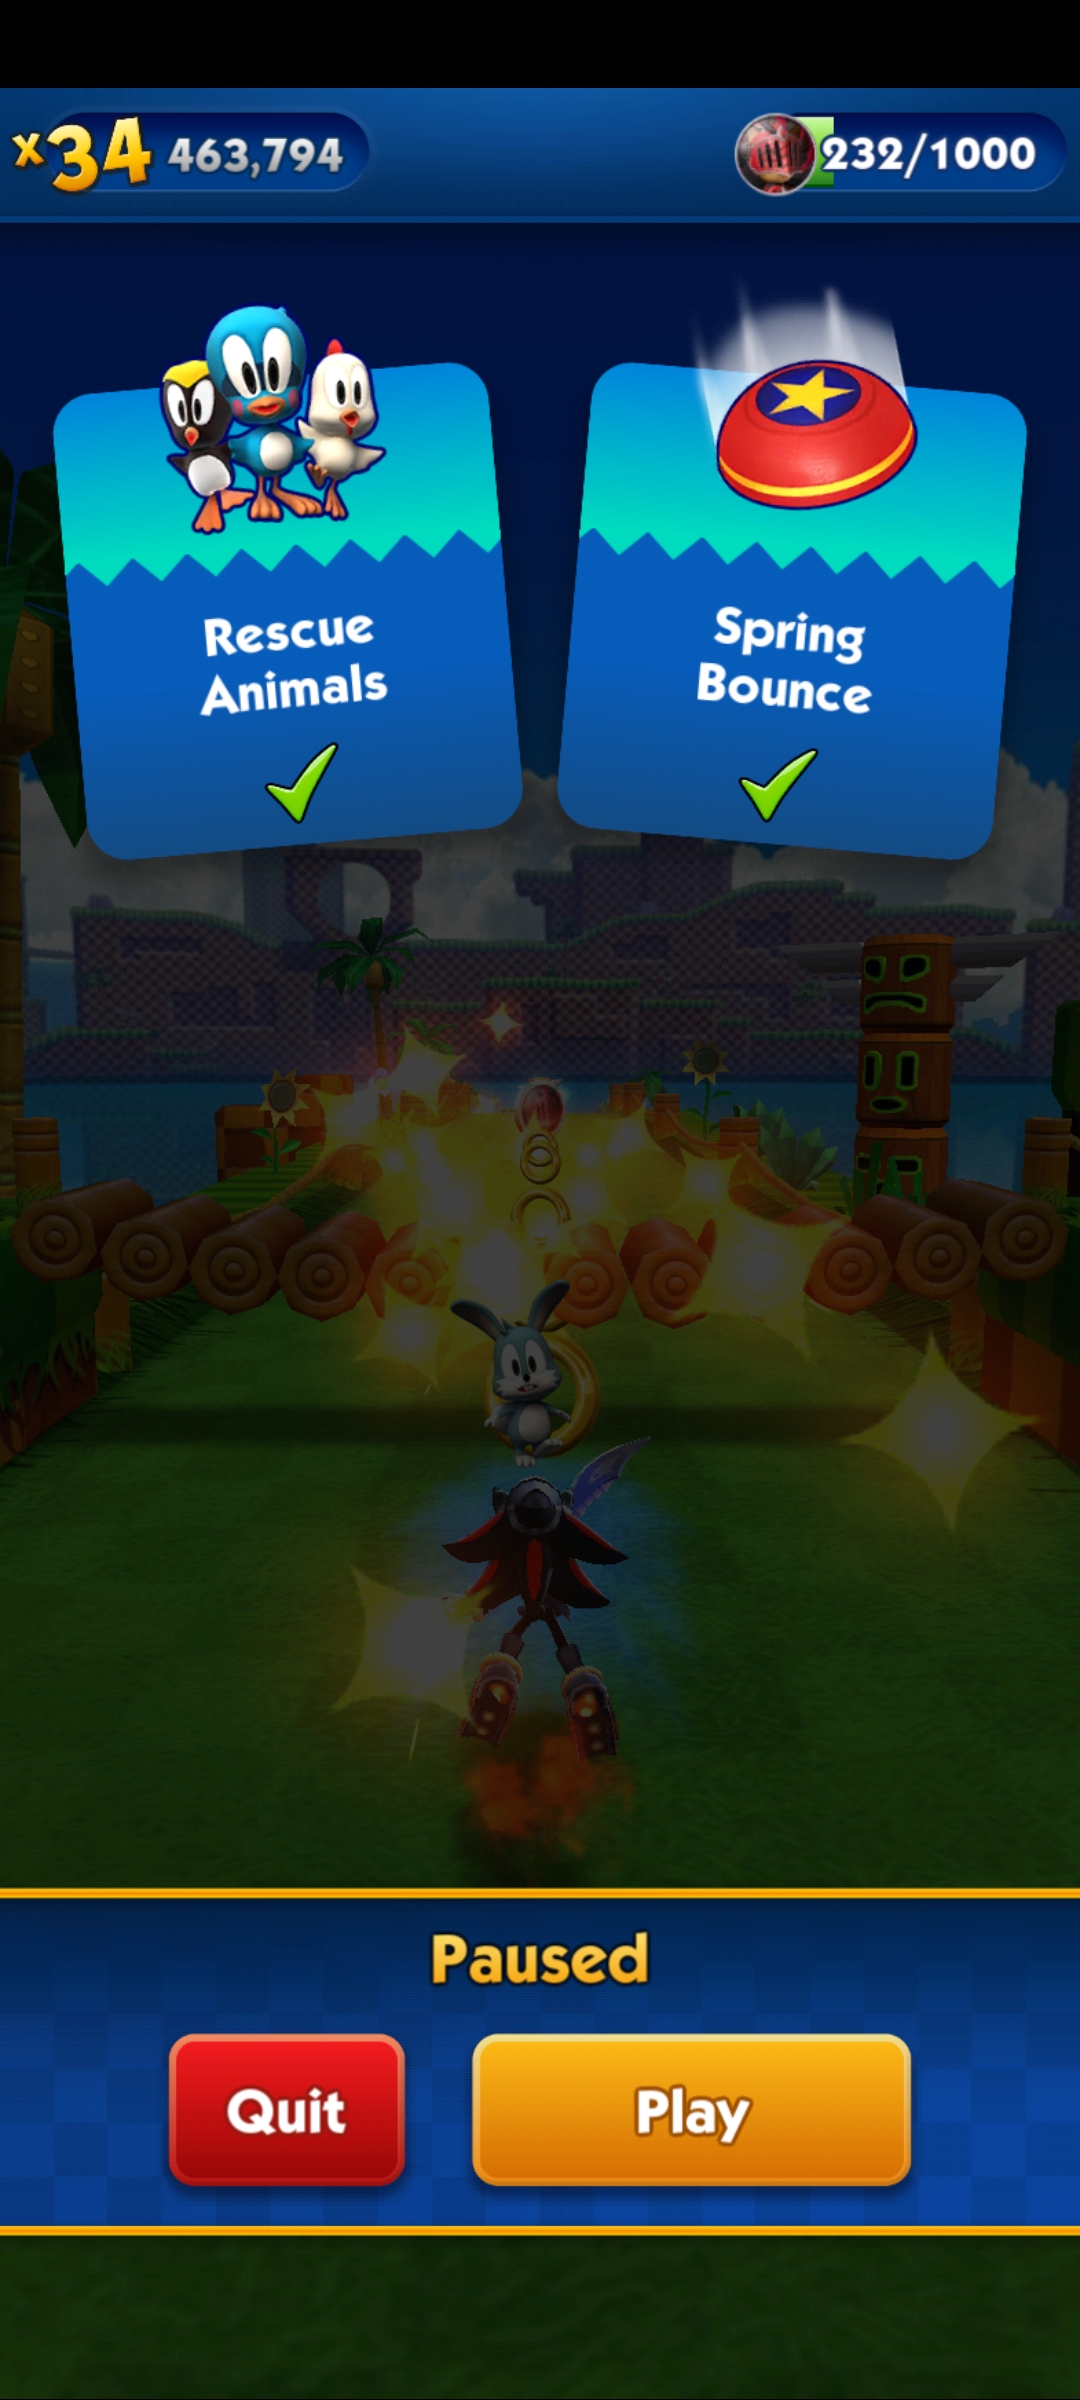 x34 463,794
232/1000
Rescue
Animals
Spring
Bounce
Paused
Quit
Play